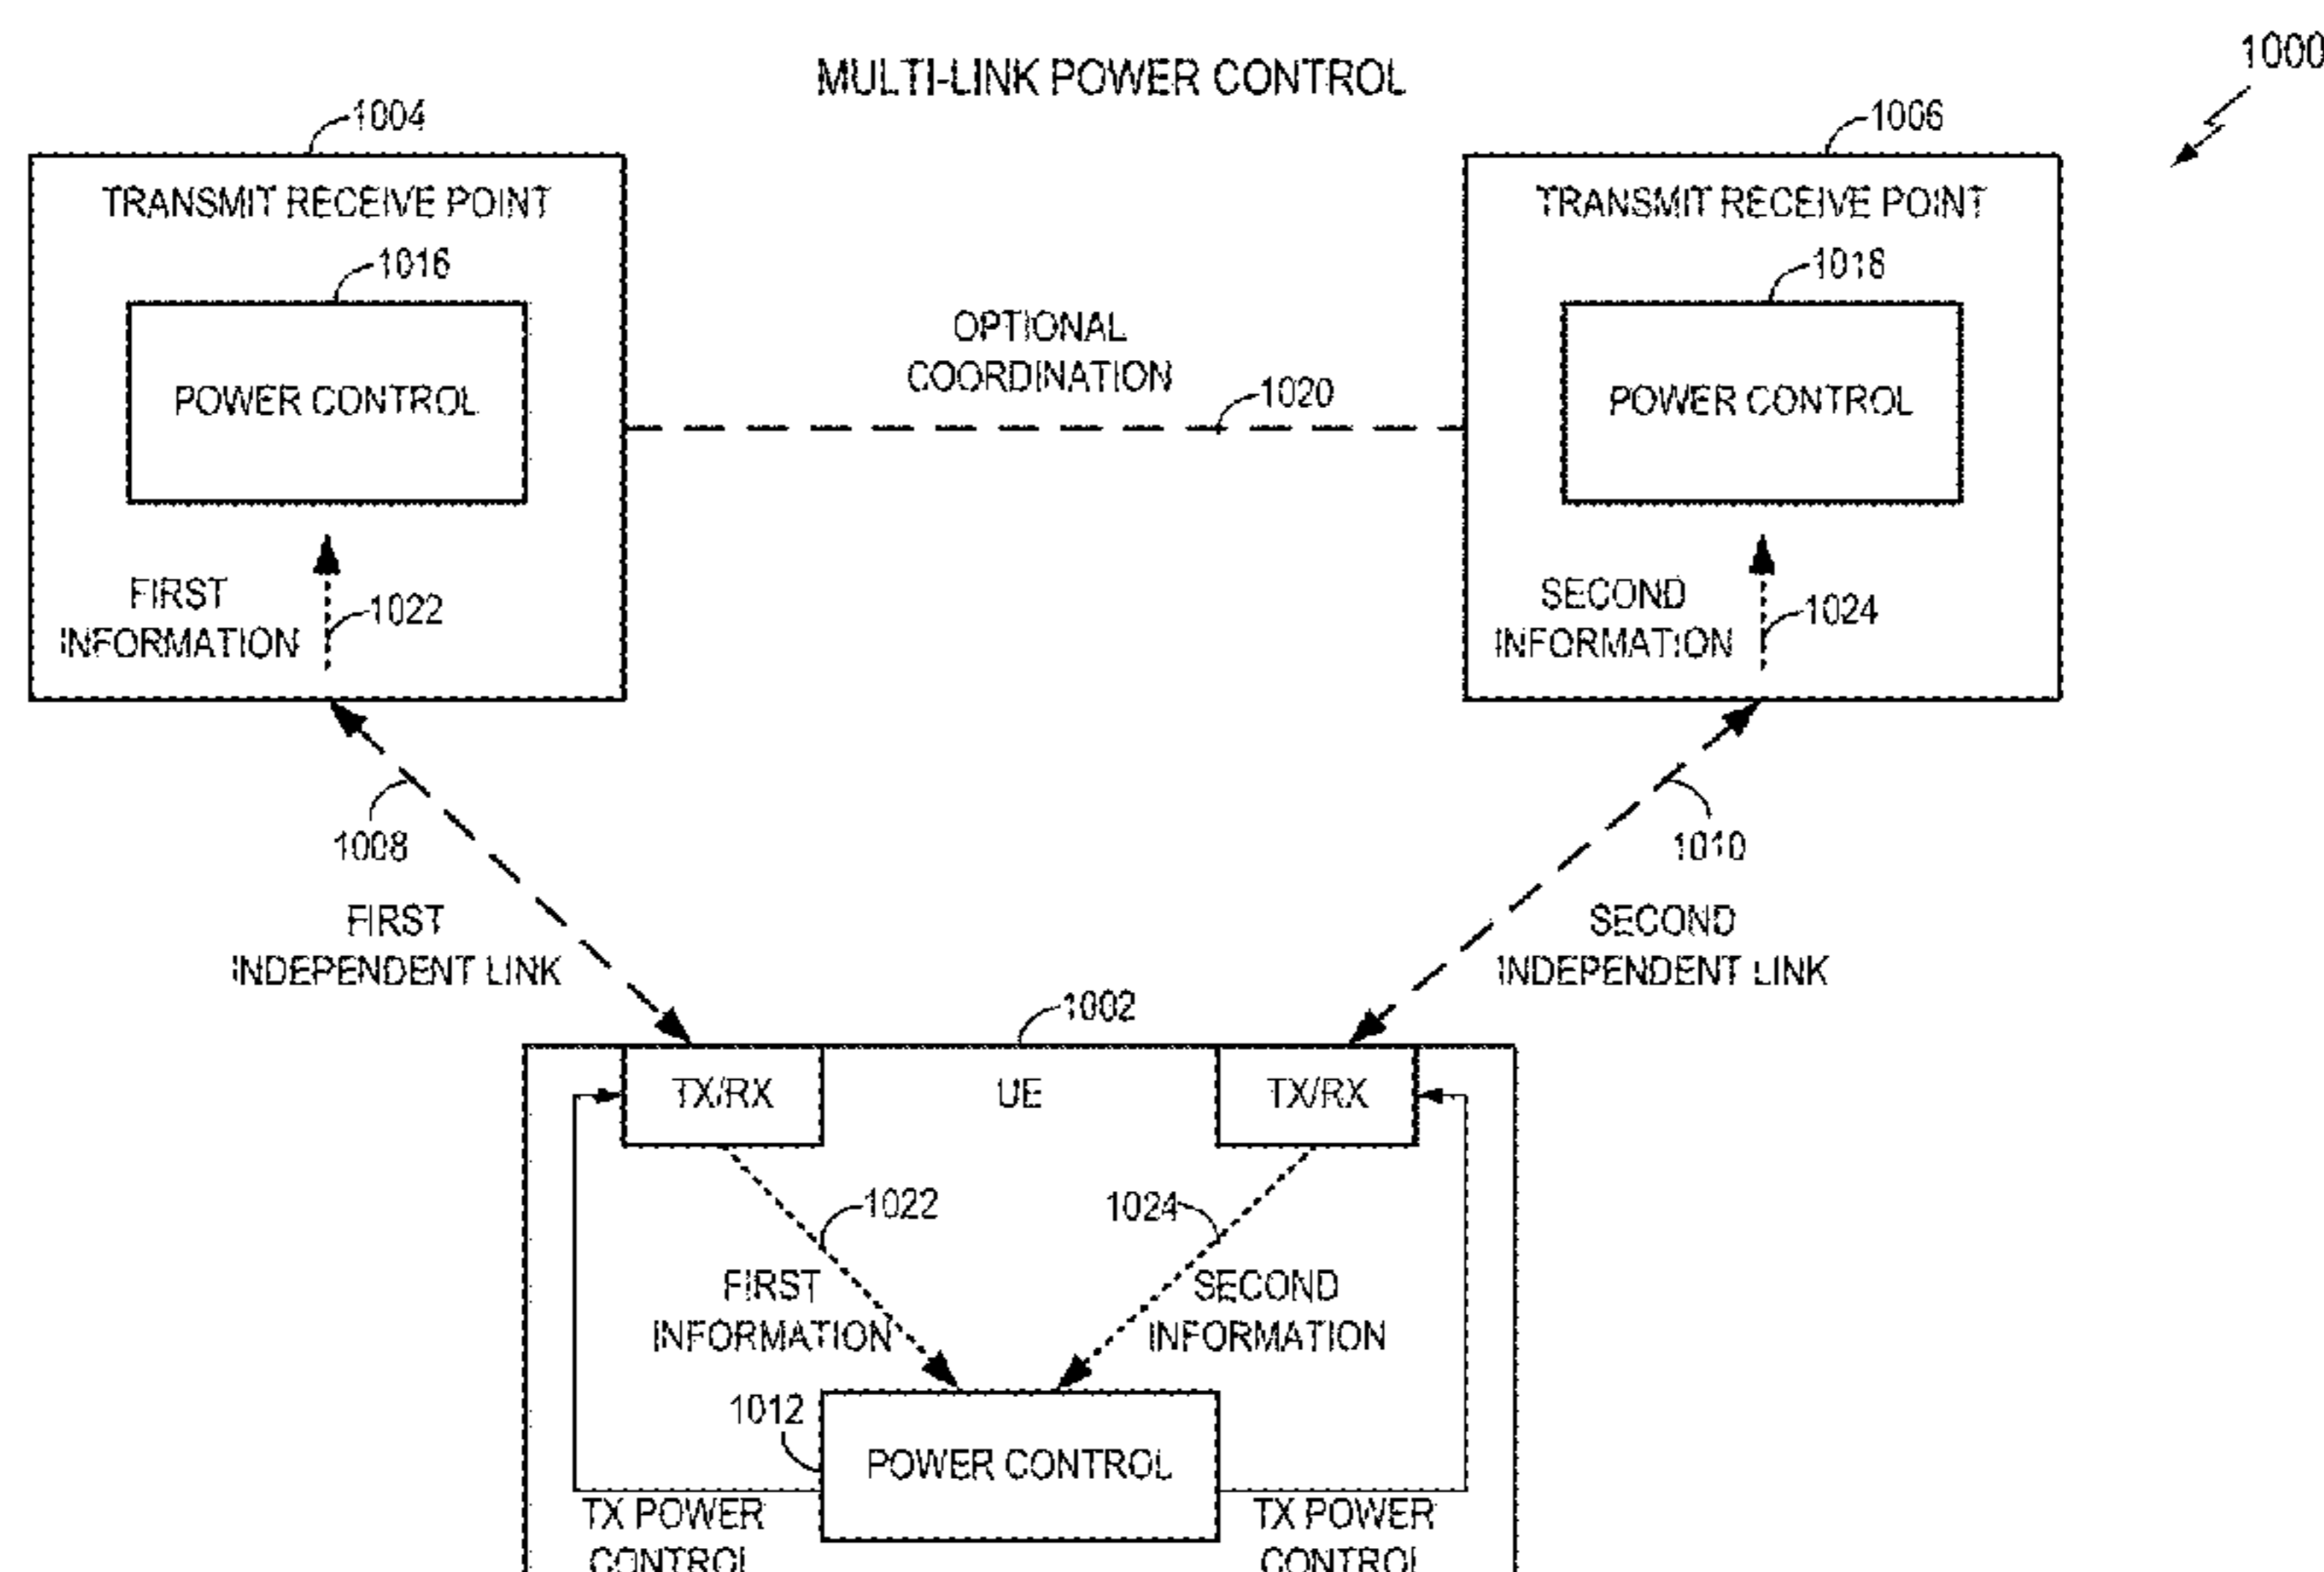 1000
MULTI-LINK POWER CONTROL
1004
1006
TRANSMIT RECEIVE POINT
TRANSMIT RECEIVE POINT
1016
1018
POWER CONTROL
OPTIONAL
COORDINATION
1020
POWER CONTROL
FIRST
INFORMATION
1022
SECOND
INFORMATION
1024
1008
1010
FIRST
INDEPENDENT LINK
SECOND
INDEPENDENT LINK
1002
TX/RX
UE
TX/RX
1022
1024
FIRST
INFORMATION
SECOND
INFORMATION
1012
POWER CONTROL
TX POWER
CONTROL
TX POWER
CONTROL